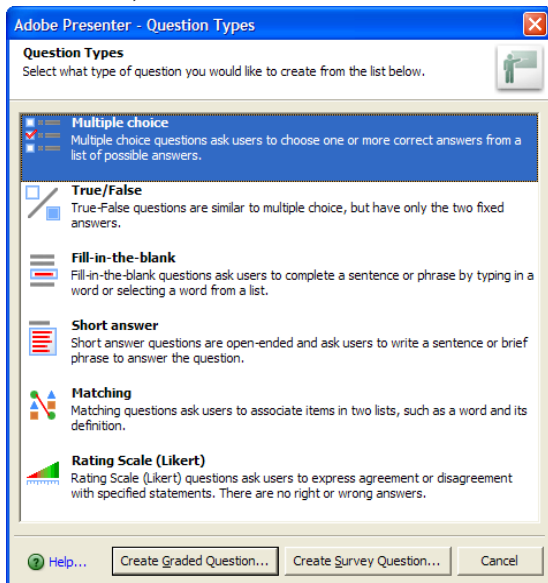 Adobe Presenter - Question Types
Question Types
Select what type of question you would like to create from the list below.
Multiple choice
Multiple choice questions ask users to choose one or more correct answers from a
list of possible answers.
True/False
True-False questions are similar to multiple choice, but have only the two fixed
answers.
Fill-in-the-blank
Fill-in-the-blank questions ask users to complete a sentence or phrase by typing in a
word or selecting a word from a list.
Short answer
Short answer questions are open-ended and ask users to write a sentence or brief
phrase to answer the question.
Matching
Matching questions ask users to associate items in two lists, such as a word and its
definition.
Rating Scale (Likert)
Rating Scale (Likert) questions ask users to express agreement or disagreement
with specified statements. There are no right or wrong answers.
Help... Create Graded Question... Create Survey Question... Cancel